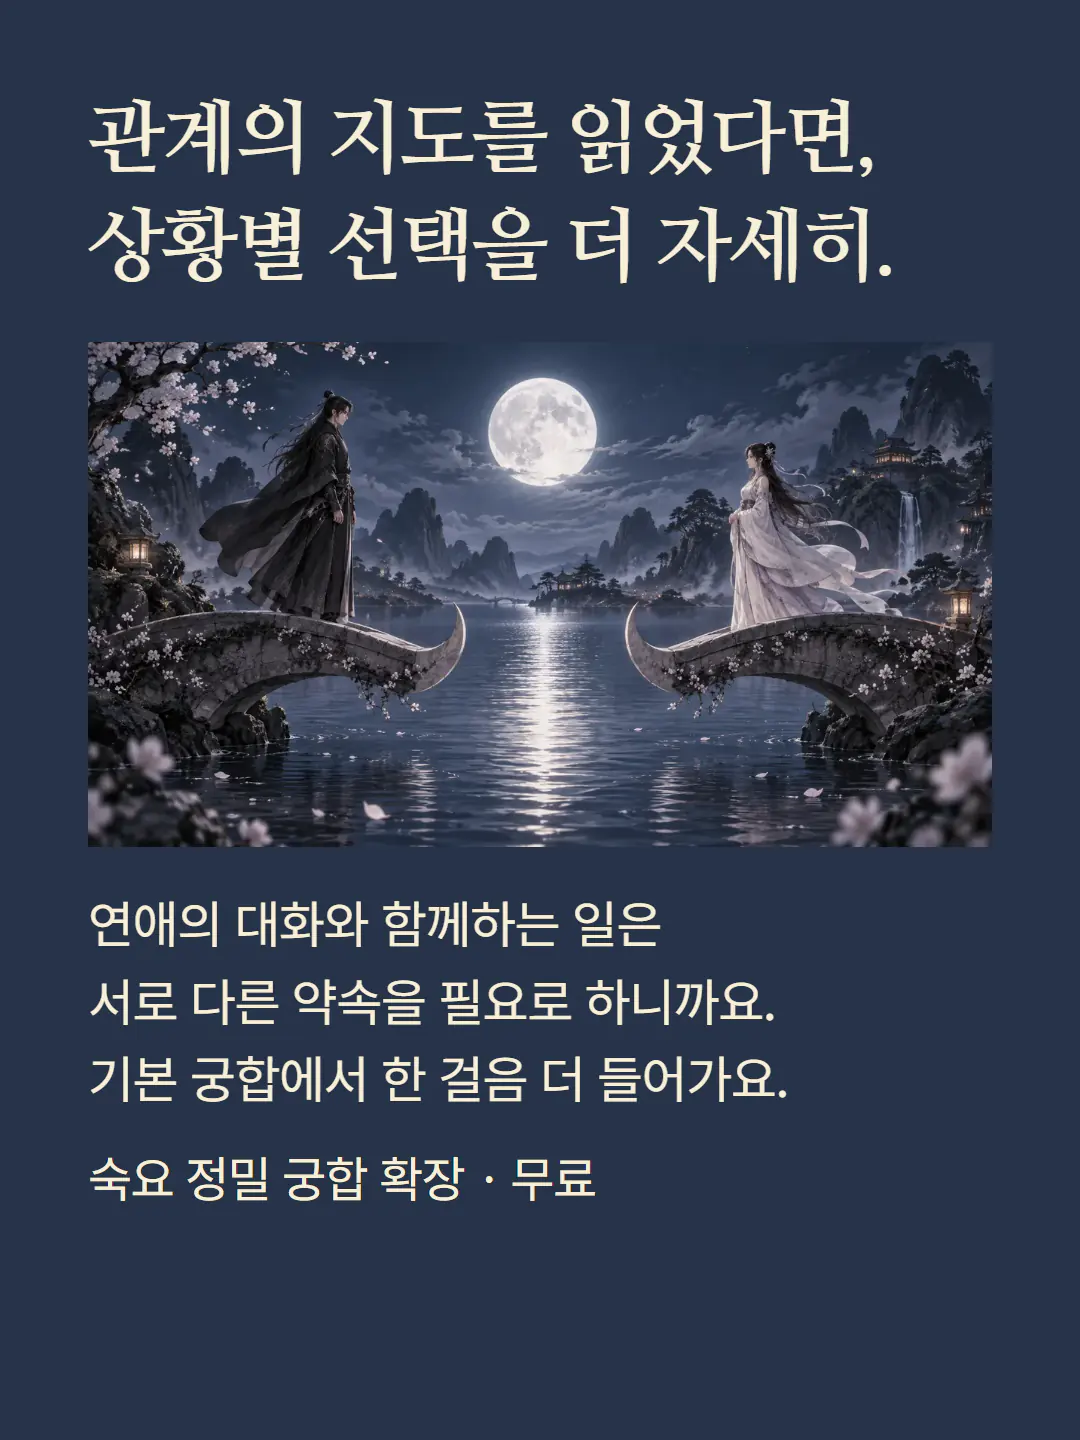 관계의 지도를 읽었다면,
상황별 선택을 더 자세히.
연애의 대화와 함께하는 일은
서로 다른 약속을 필요로 하니까요.
기본 궁합에서 한 걸음 더 들어가요.
숙요 정밀 궁합 확장 · 무료